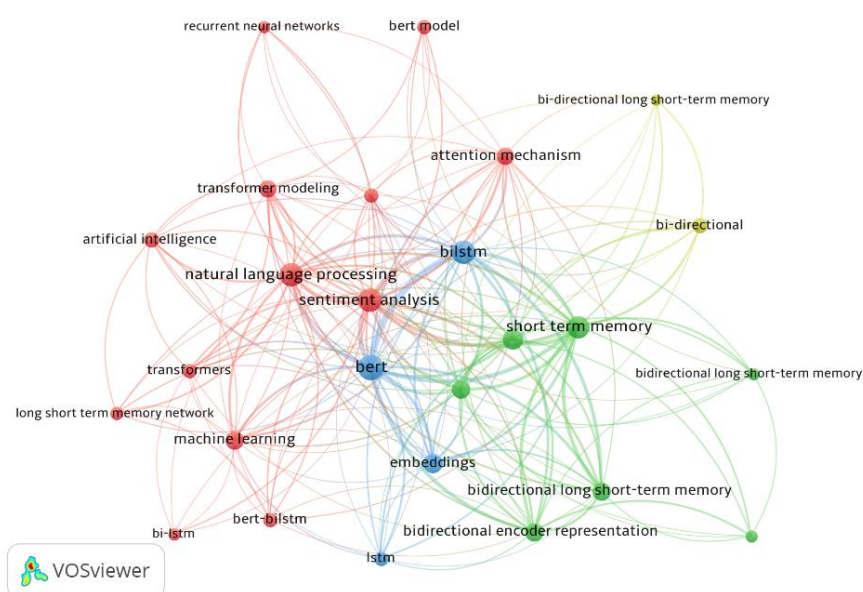 recurrent neural networks
bert model
bi-directional long short-term memory
attention mechanism
transformer modeling
bi-directional
artificial intelligence
bilstm
natural language processing
sentiment analysis
short term memory
bert
transformers
bidirectional long short-term memory
long short term memory network
machine learning
embeddings
bidirectional long short-term memory
bert-bilstm
bidirectional encoder representation
bi-lstm
lstm
VOSviewer